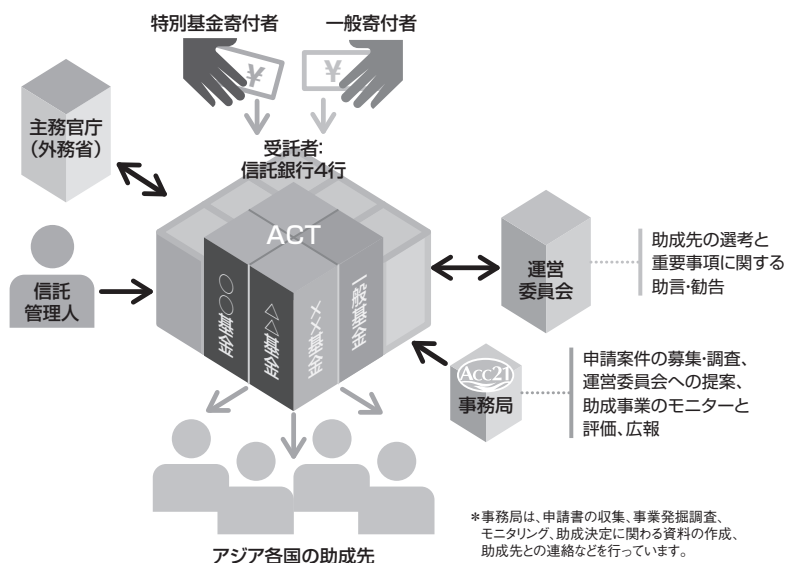 特別基金寄付者
一般寄付者
¥
¥
主務官庁
(外務省)
受託者:
信託銀行4行
ACT
○○基金
△△基金
××基金
一般基金
信託
管理人
運営
委員会
助成先の選考と
重要事項に関する
助言・勧告
ACC21
事務局
申請案件の募集・調査、
運営委員会への提案、
助成事業のモニターと
評価、広報
アジア各国の助成先
*事務局は、申請書の収集、事業発掘調査、
モニタリング、助成決定に関わる資料の作成、
助成先との連絡などを行っています。